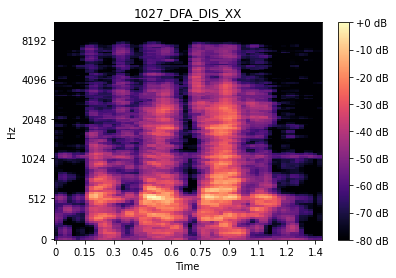 1027_DFA_DIS_XX
8192
4096
2048
1024
512
0
Hz
0 0.15 0.3 0.45 0.6 0.75 0.9 1.1 1.2 1.4
Time
+0 dB
-10 dB
-20 dB
-30 dB
-40 dB
-50 dB
-60 dB
-70 dB
-80 dB